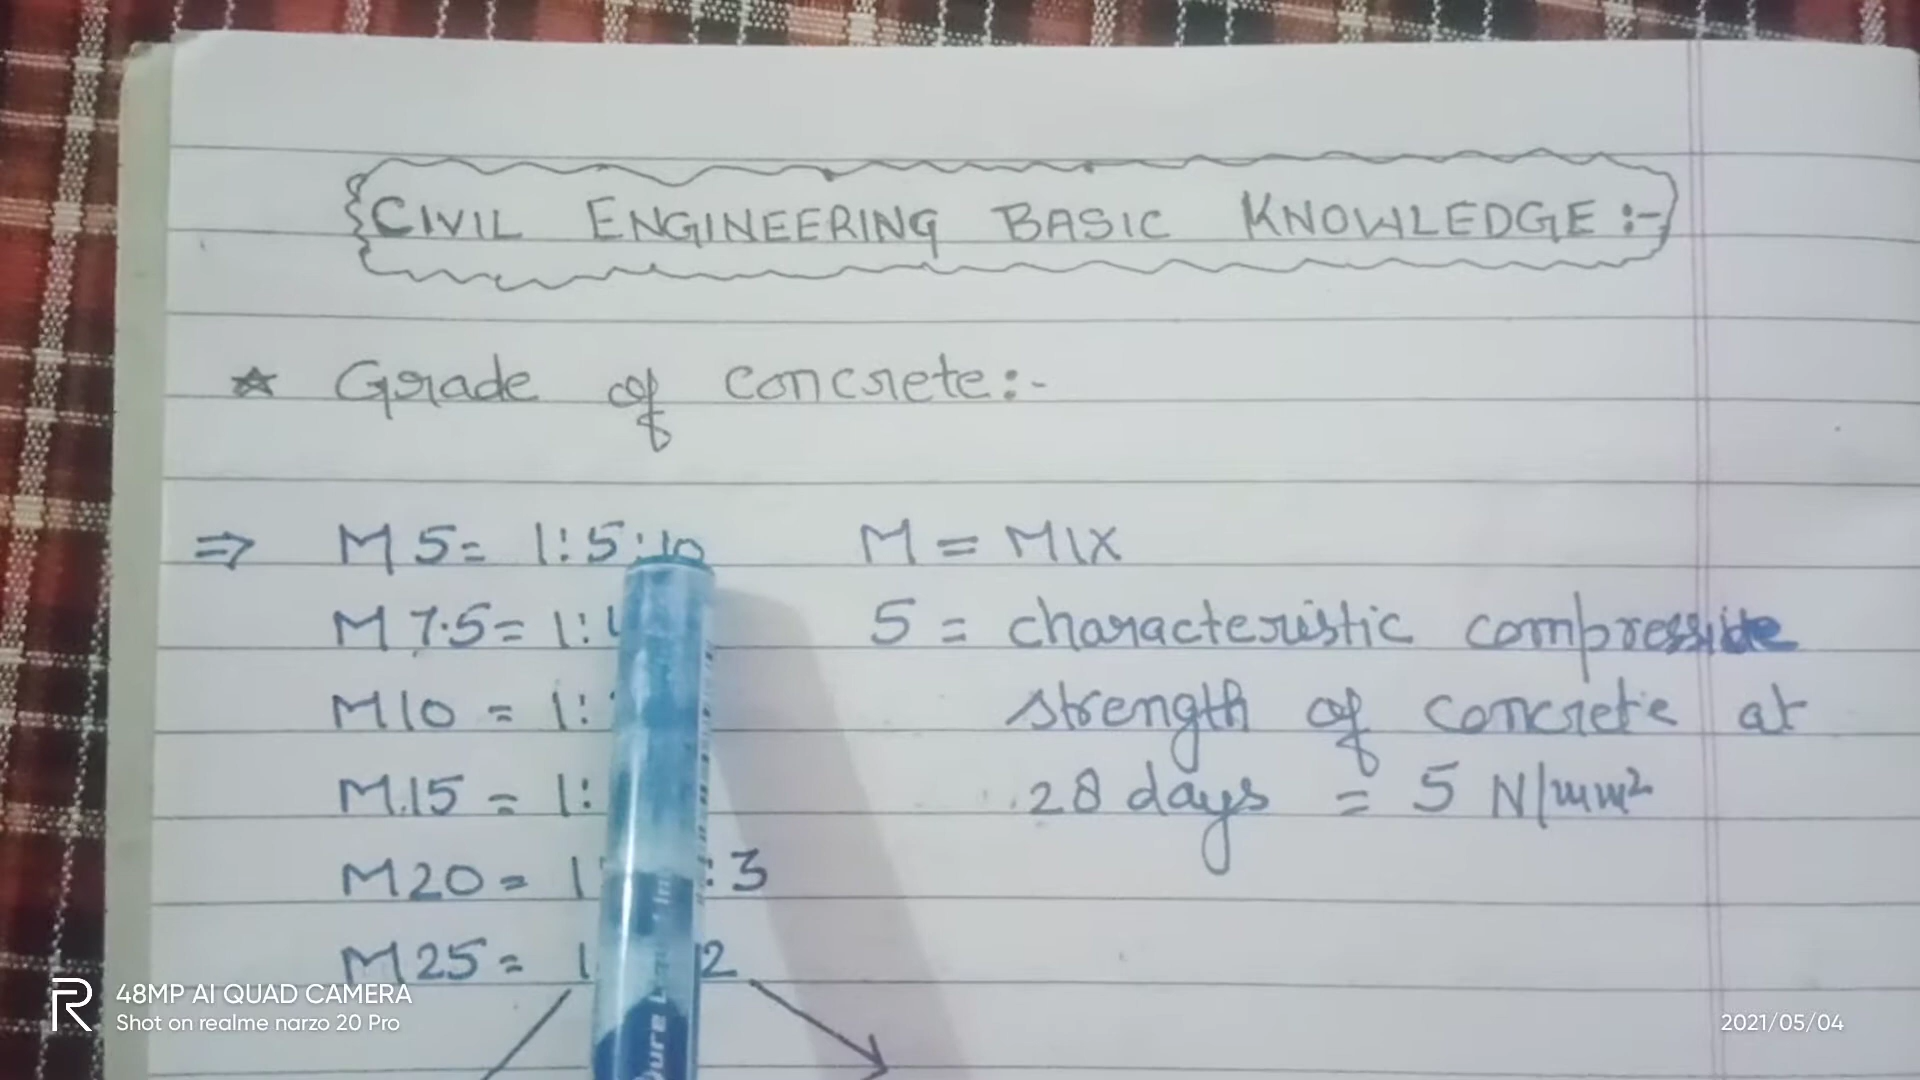 CIVIL ENGINEERING BASIC KNOWLEDGE :-
☆ Grade of concrete:-
⇒ M 5 = 1:5:10 M = MIX
M 7.5 = 1: 5 = characteristic compressive
M10 = 1: strength of concrete at
M15 = 1: 28 days = 5 N/mm²
M20 = 1 :3
M25 = 1 2
48MP AI QUAD CAMERA
Shot on realme narzo 20 Pro
2021/05/04